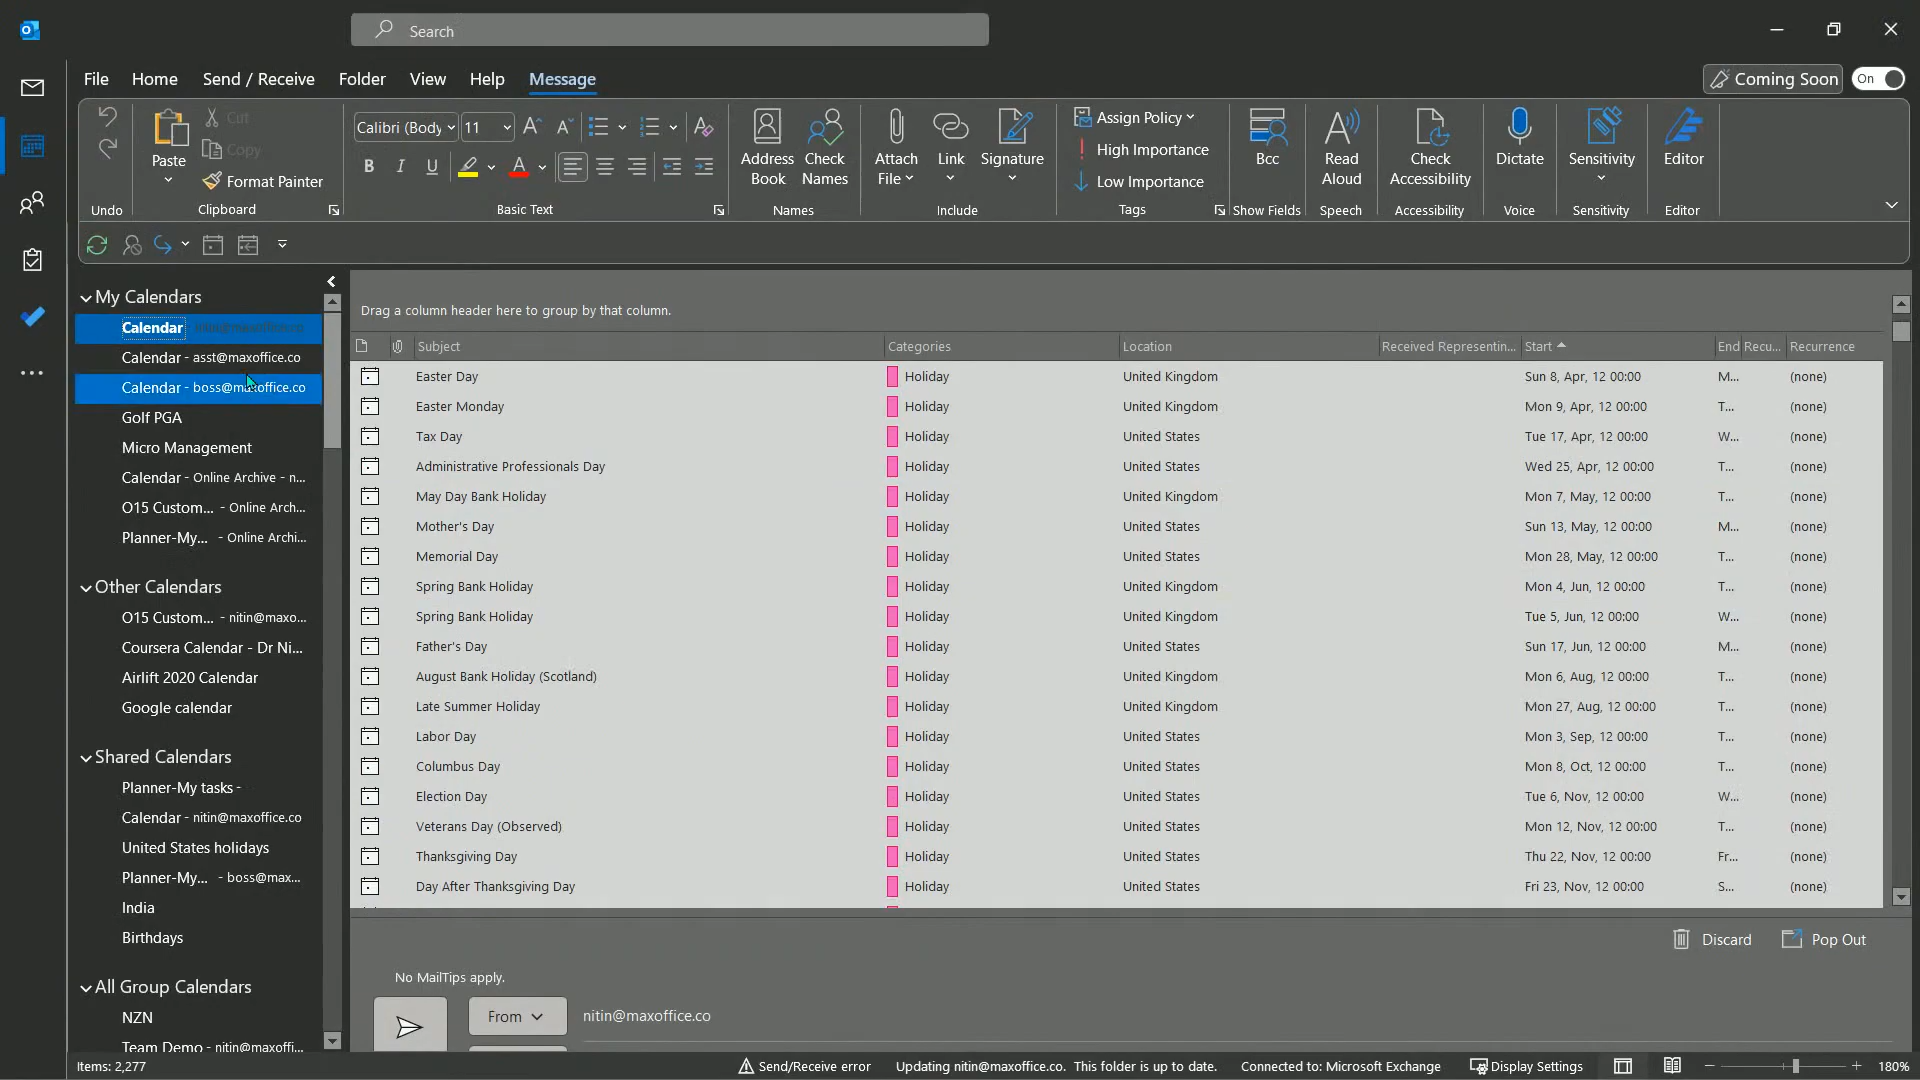 Search
File Home Send / Receive Folder View Help Message
Coming Soon On
Undo
Paste
Cut
Copy
Format Painter
Clipboard
Calibri (Body 11
B I U A
Basic Text
Address Book
Check Names
Names
Attach File
Link
Signature
Include
Assign Policy
High Importance
Low Importance
Tags
Bcc
Show Fields
Read Aloud
Speech
Check Accessibility
Accessibility
Dictate
Voice
Sensitivity
Sensitivity
Editor
Editor
My Calendars
Calendar
Calendar - asst@maxoffice.co
Calendar - boss@maxoffice.co
Golf PGA
Micro Management
Calendar - Online Archive - n...
O15 Custom... - Online Arch...
Planner-My... - Online Archi...
Other Calendars
O15 Custom... - nitin@maxo...
Coursera Calendar - Dr Ni...
Airlift 2020 Calendar
Google calendar
Shared Calendars
Planner-My tasks -
Calendar - nitin@maxoffice.co
United States holidays
Planner-My... - boss@max...
India
Birthdays
All Group Calendars
NZN
Team Demo - nitin@maxoffi...
Drag a column header here to group by that column.
Subject Categories Location Received Representin... Start End Recu... Recurrence
Easter Day Holiday United Kingdom Sun 8, Apr, 12 00:00 M... (none)
Easter Monday Holiday United Kingdom Mon 9, Apr, 12 00:00 T... (none)
Tax Day Holiday United States Tue 17, Apr, 12 00:00 W... (none)
Administrative Professionals Day Holiday United States Wed 25, Apr, 12 00:00 T... (none)
May Day Bank Holiday Holiday United Kingdom Mon 7, May, 12 00:00 T... (none)
Mother's Day Holiday United States Sun 13, May, 12 00:00 M... (none)
Memorial Day Holiday United States Mon 28, May, 12 00:00 T... (none)
Spring Bank Holiday Holiday United Kingdom Mon 4, Jun, 12 00:00 T... (none)
Spring Bank Holiday Holiday United Kingdom Tue 5, Jun, 12 00:00 W... (none)
Father's Day Holiday United States Sun 17, Jun, 12 00:00 M... (none)
August Bank Holiday (Scotland) Holiday United Kingdom Mon 6, Aug, 12 00:00 T... (none)
Late Summer Holiday Holiday United Kingdom Mon 27, Aug, 12 00:00 T... (none)
Labor Day Holiday United States Mon 3, Sep, 12 00:00 T... (none)
Columbus Day Holiday United States Mon 8, Oct, 12 00:00 T... (none)
Election Day Holiday United States Tue 6, Nov, 12 00:00 W... (none)
Veterans Day (Observed) Holiday United States Mon 12, Nov, 12 00:00 T... (none)
Thanksgiving Day Holiday United States Thu 22, Nov, 12 00:00 Fr... (none)
Day After Thanksgiving Day Holiday United States Fri 23, Nov, 12 00:00 S... (none)
Discard Pop Out
No MailTips apply.
From nitin@maxoffice.co
Items: 2,277 Send/Receive error Updating nitin@maxoffice.co. This folder is up to date. Connected to: Microsoft Exchange Display Settings 180%